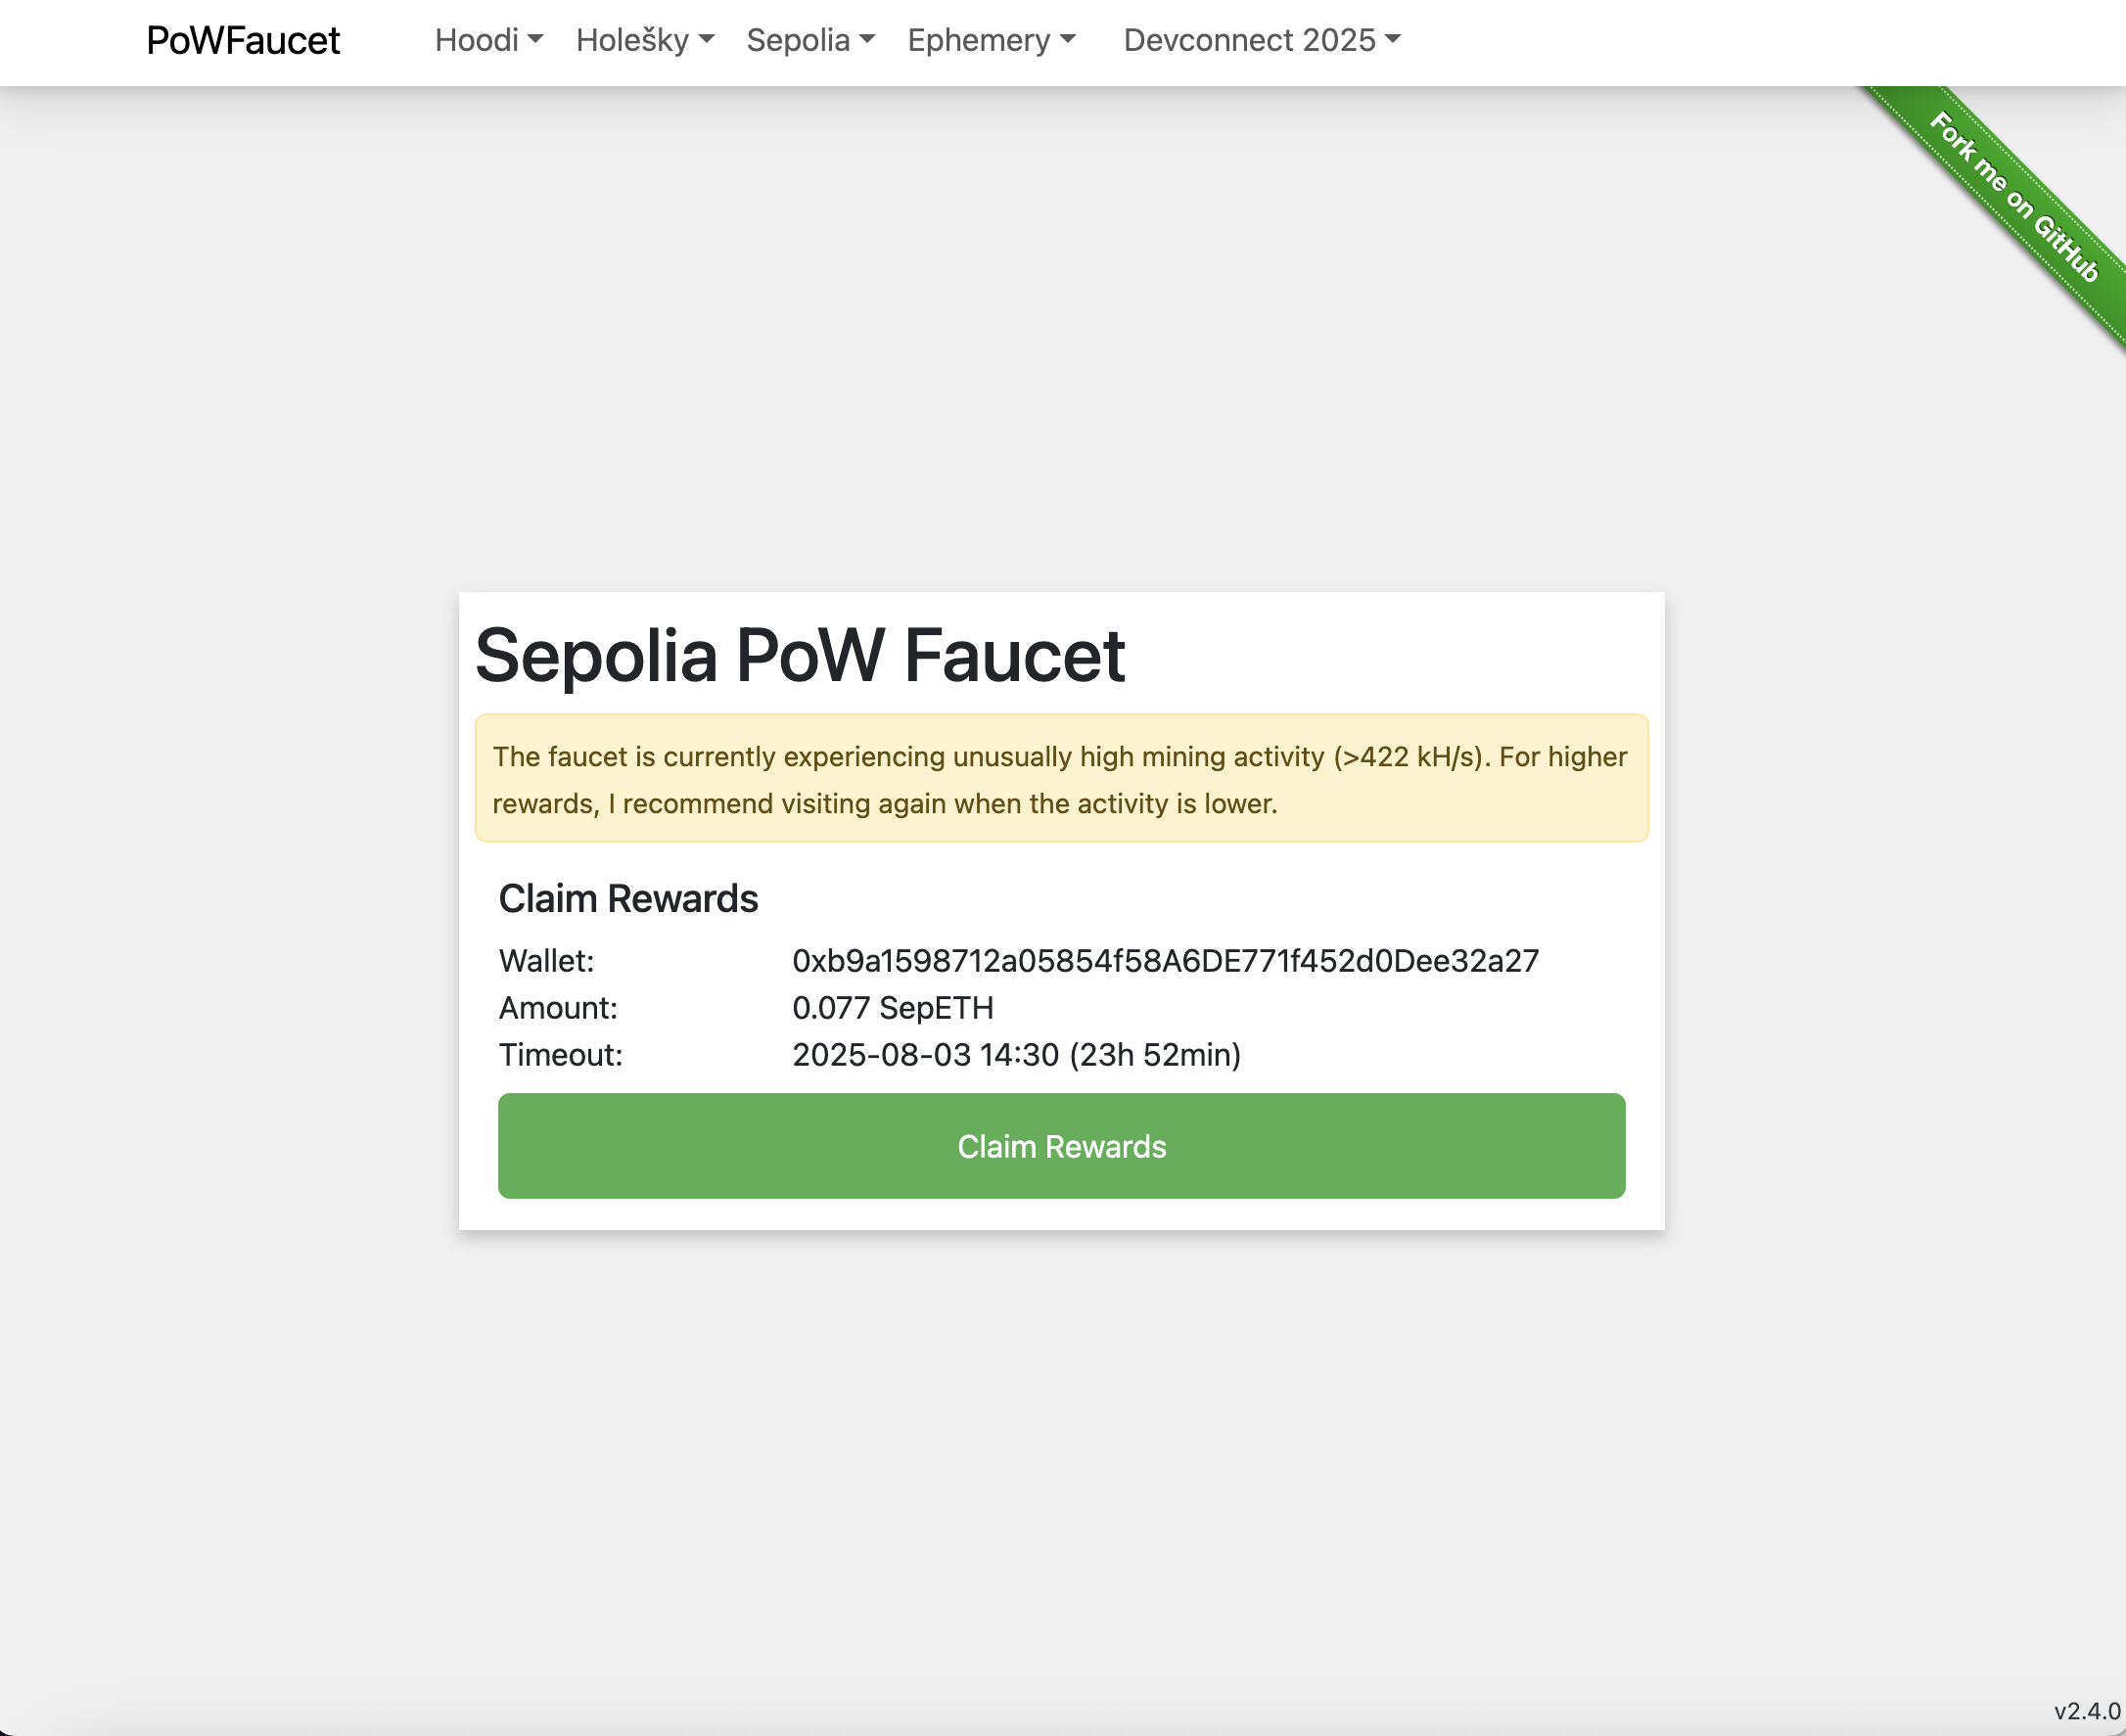 PoWFaucet Hoodi Holešky Sepolia Ephemery Devconnect 2025
Fork me on GitHub
Sepolia PoW Faucet
The faucet is currently experiencing unusually high mining activity (>422 kH/s). For higher
rewards, I recommend visiting again when the activity is lower.
Claim Rewards
Wallet: 0xb9a1598712a05854f58A6DE771f452d0Dee32a27
Amount: 0.077 SepETH
Timeout: 2025-08-03 14:30 (23h 52min)
Claim Rewards
v2.4.0